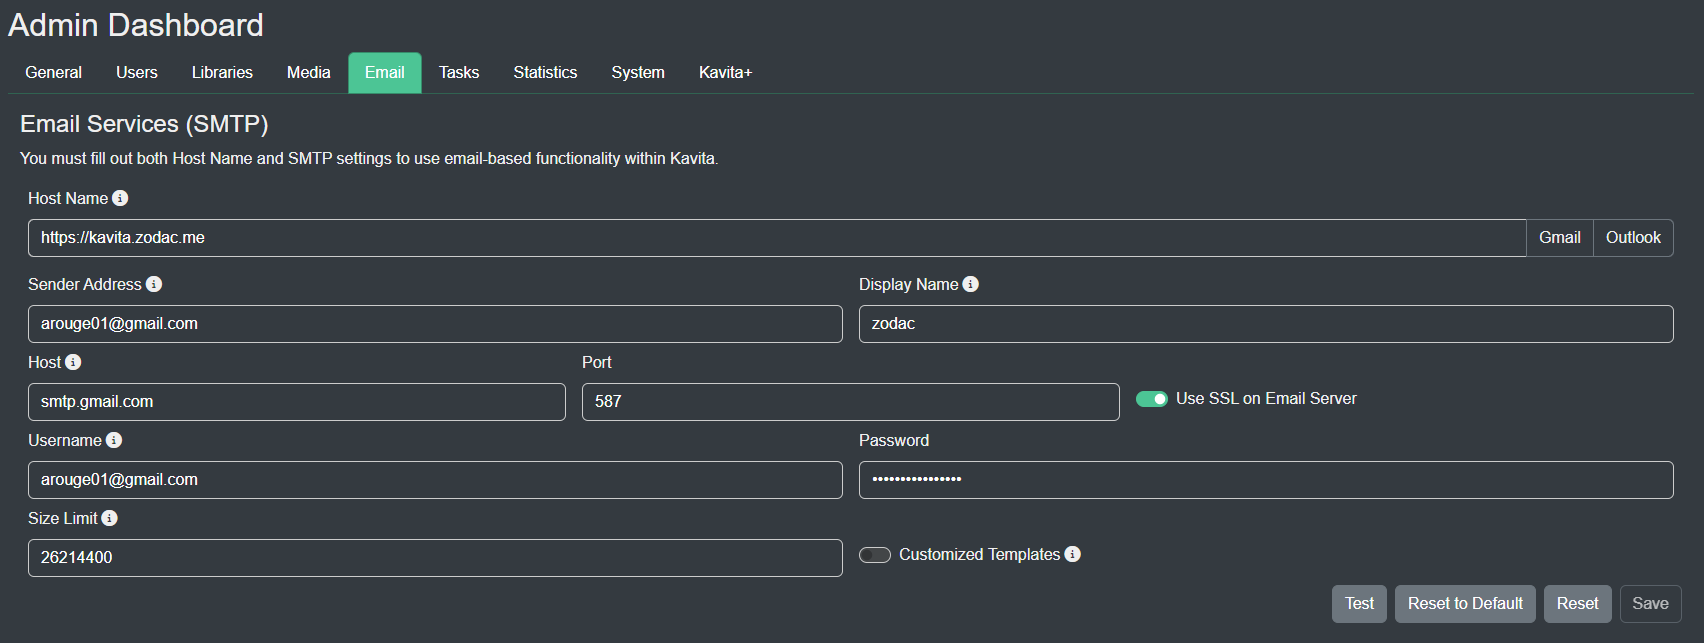 Admin Dashboard
General Users Libraries Media Email Tasks Statistics System Kavita+
Email Services (SMTP)
You must fill out both Host Name and SMTP settings to use email-based functionality within Kavita.
Host Name
https://kavita.zodac.me Gmail Outlook
Sender Address Display Name
arouge01@gmail.com zodac
Host Port
smtp.gmail.com 587 Use SSL on Email Server
Username Password
arouge01@gmail.com ••••••••••••••••
Size Limit
26214400 Customized Templates
Test Reset to Default Reset Save